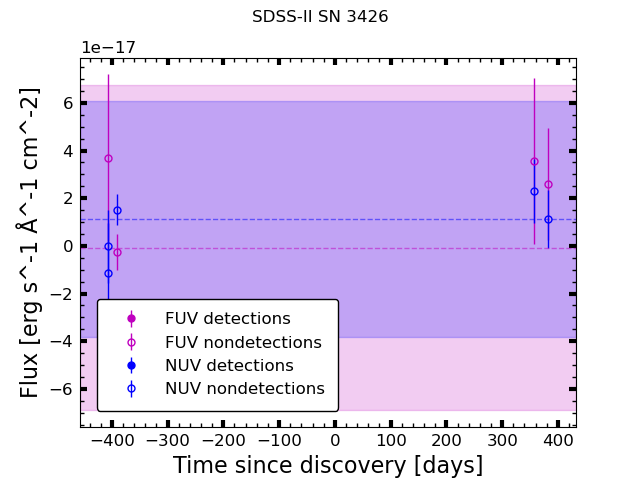 SDSS-II SN 3426
1e−17
6
4
2
0
−2
−4
−6
Flux [erg s^-1 Å^-1 cm^-2]
FUV detections
FUV nondetections
NUV detections
NUV nondetections
−400 −300 −200 −100 0 100 200 300 400
Time since discovery [days]